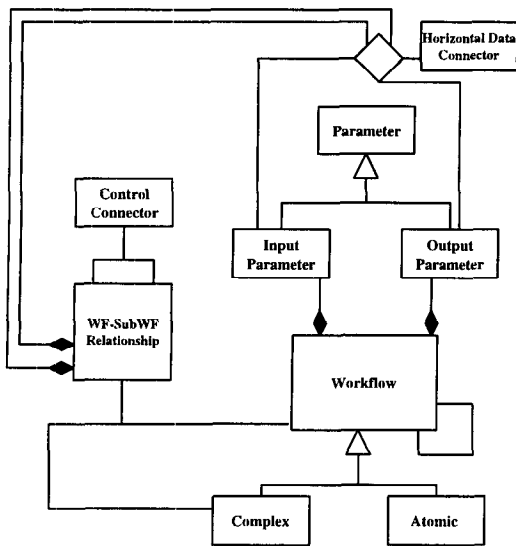 Horizontal Data
Connector
Parameter
Control
Connector
Input
Parameter
Output
Parameter
WF-SubWF
Relationship
Workflow
Complex
Atomic